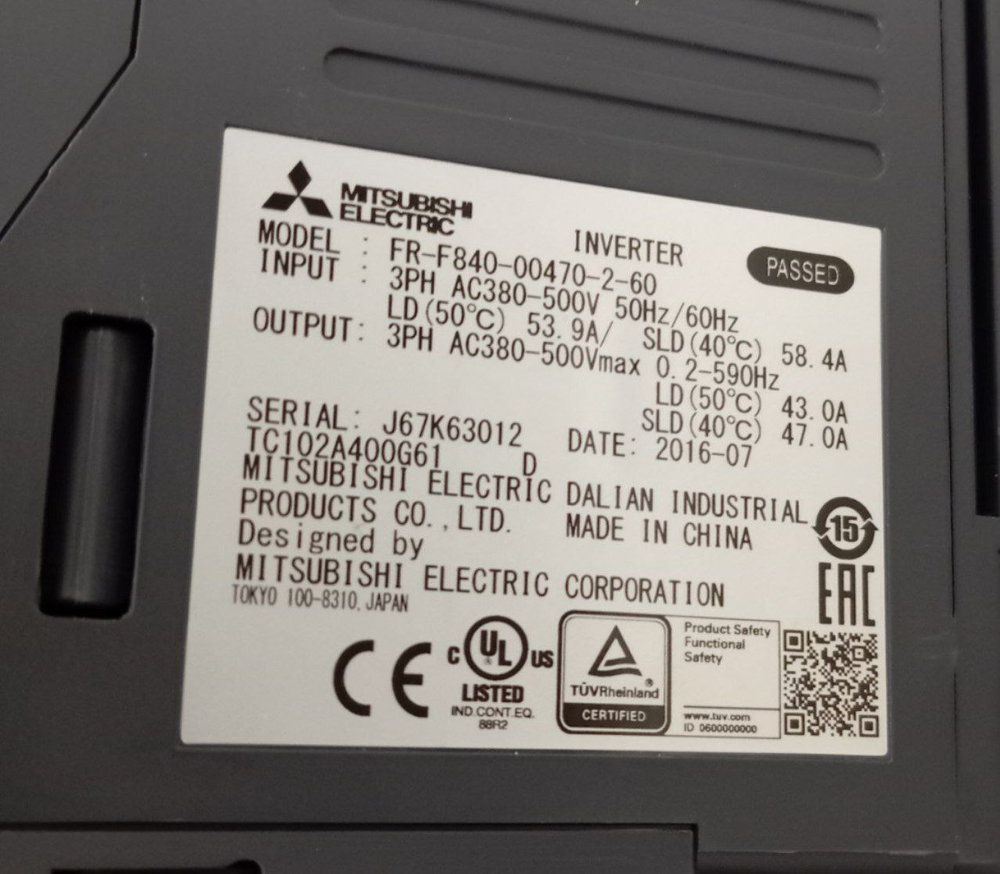 MITSUBISHI
ELECTRIC
INVERTER
PASSED
MODEL : FR-F840-00470-2-60
INPUT : 3PH AC380-500V 50Hz/60Hz
LD(50℃) 53.9A/ SLD(40℃) 58.4A
OUTPUT: 3PH AC380-500Vmax 0.2-590Hz
LD(50℃) 43.0A
SLD(40℃) 47.0A
SERIAL: J67K63012 DATE: 2016-07
TC102A400G61 D
MITSUBISHI ELECTRIC DALIAN INDUSTRIAL
PRODUCTS CO.,LTD. MADE IN CHINA
15
Designed by
MITSUBISHI ELECTRIC CORPORATION
EAC
TOKYO 100-8310, JAPAN
CE
C UL US
LISTED
IND.CONT.EQ.
88R2
TÜVRheinland®
CERTIFIED
Product Safety
Functional
Safety
www.tuv.com
ID 0600000000